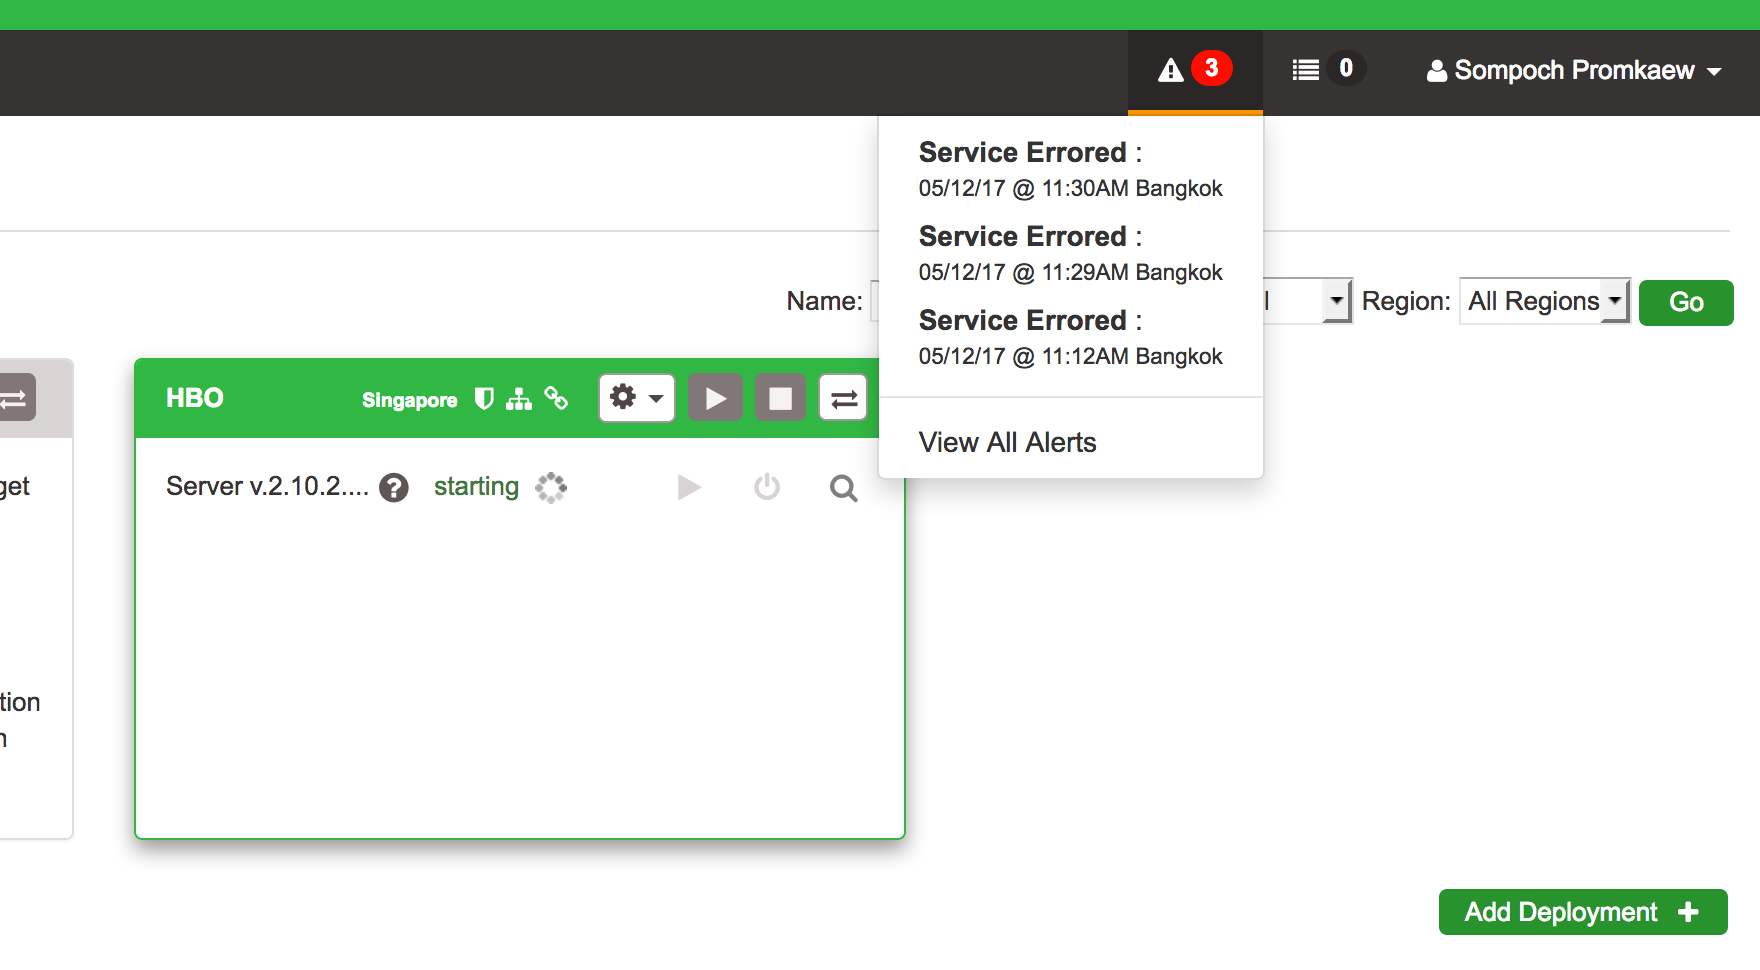 3
0
Sompoch Promkaew
Service Errored :
05/12/17 @ 11:30AM Bangkok
Service Errored :
05/12/17 @ 11:29AM Bangkok
Service Errored :
05/12/17 @ 11:12AM Bangkok
View All Alerts
Name:
l
Region:
All Regions
Go
HBO
Singapore
get
Server v.2.10.2....
?
starting
tion
n
Add Deployment +